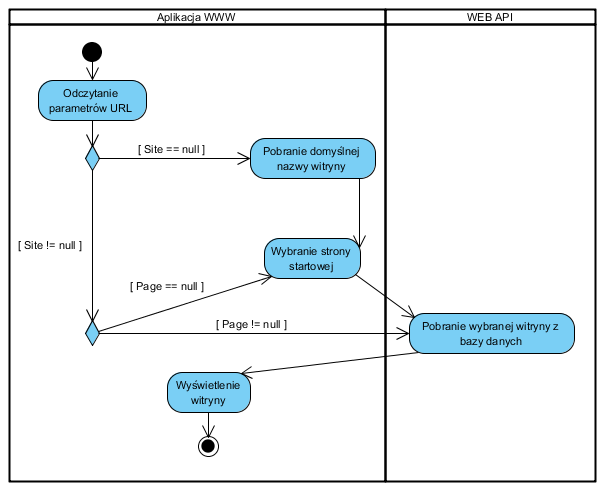 Aplikacja WWW
WEB API
Odczytanie
parametrów URL
[ Site == null ]
Pobranie domyślnej
nazwy witryny
[ Site != null ]
Wybranie strony
startowej
[ Page == null ]
[ Page != null ]
Pobranie wybranej witryny z
bazy danych
Wyświetlenie
witryny